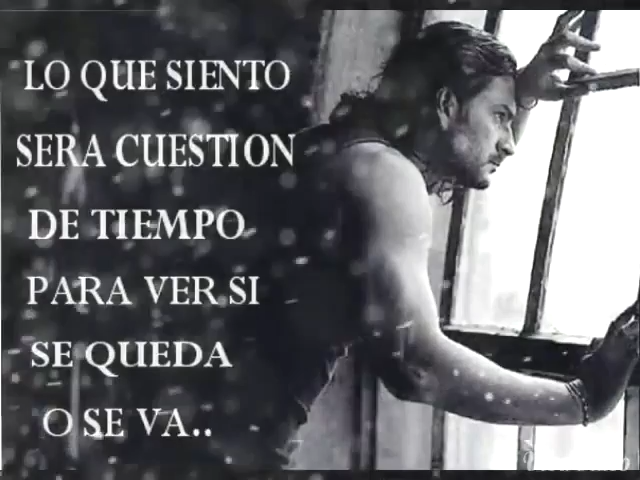 LO QUE SIENTO
SERA CUESTION
DE TIEMPO
PARA VER SI
SE QUEDA
O SE VA..